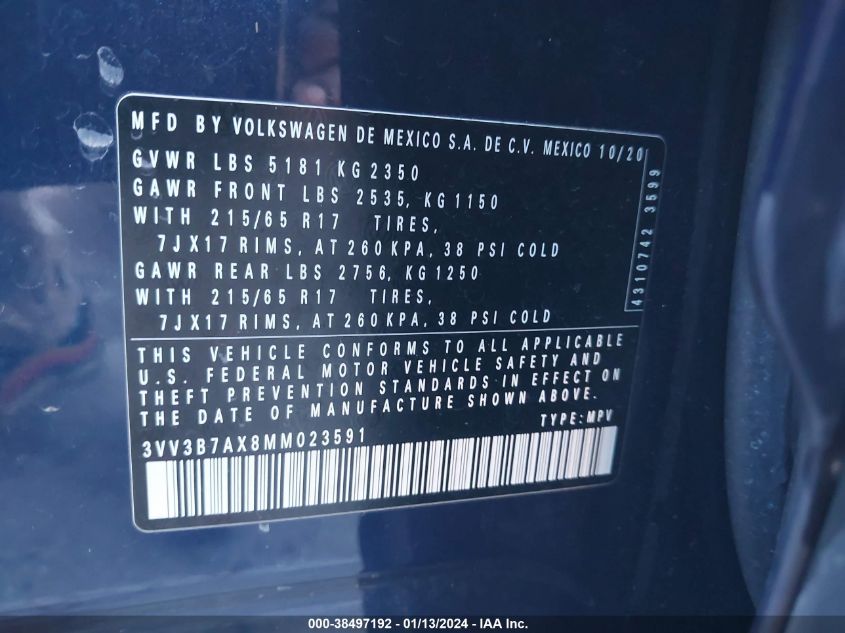 MFD BY VOLKSWAGEN DE MEXICO S.A. DE C.V. MEXICO 10/20
GVWR LBS 5181 KG 2350
GAWR FRONT LBS 2535, KG 1150
WITH 215/65 R17 TIRES,
7JX17 RIMS, AT 260 KPA, 38 PSI COLD
GAWR REAR LBS 2756, KG 1250
WITH 215/65 R17 TIRES,
7JX17 RIMS, AT 260 KPA, 38 PSI COLD
4310742 3599
THIS VEHICLE CONFORMS TO ALL APPLICABLE
U.S. FEDERAL MOTOR VEHICLE SAFETY AND
THEFT PREVENTION STANDARDS IN EFFECT ON
THE DATE OF MANUFACTURE SHOWN ABOVE.
TYPE: MPV
3VV3B7AX8MM023591
000-38497192 - 01/13/2024 - IAA Inc.